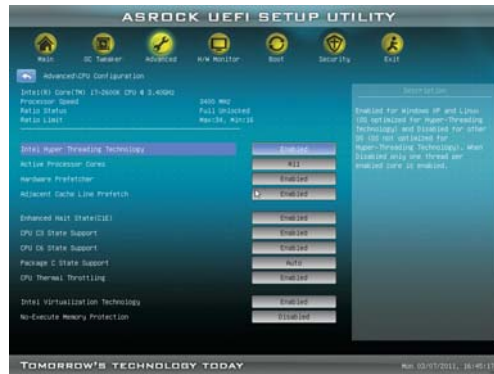 ASROCK UEFI SETUP UTILITY
Main OC Tweaker Advanced H/W Monitor Boot Security Exit
Advanced\CPU Configuration
Description
Intel(R) Core(TM) i7-2600K CPU @ 3.40GHz
Processor Speed 3400 MHz
Ratio Status Full Unlocked
Ratio Limit Max:34, Min:16
Enabled for Windows XP and Linux
(OS optimized for Hyper-Threading
Technology) and Disabled for other
OS (OS not optimized for
Hyper-Threading Technology). When
Disabled only one thread per
enabled core is enabled.
Intel Hyper Threading Technology Enabled
Active Processor Cores All
Hardware Prefetcher Enabled
Adjacent Cache Line Prefetch Enabled
Enhanced Halt State(C1E) Enabled
CPU C3 State Support Enabled
CPU C6 State Support Enabled
Package C State Support Auto
CPU Thermal Throttling Enabled
Intel Virtualization Technology Enabled
No-Execute Memory Protection Disabled
TOMORROW'S TECHNOLOGY TODAY
Mon 03/07/2011,